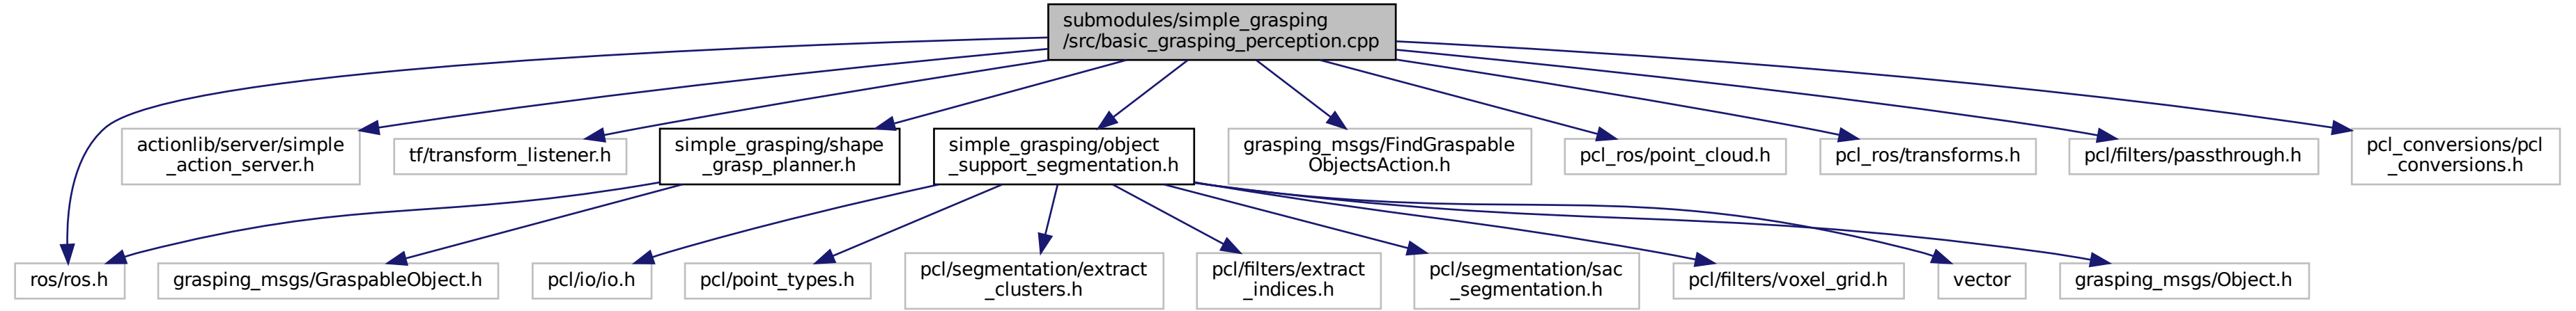 submodules/simple_grasping
/src/basic_grasping_perception.cpp
actionlib/server/simple
_action_server.h
tf/transform_listener.h
simple_grasping/shape
_grasp_planner.h
simple_grasping/object
_support_segmentation.h
grasping_msgs/FindGraspable
ObjectsAction.h
pcl_ros/point_cloud.h
pcl_ros/transforms.h
pcl/filters/passthrough.h
pcl_conversions/pcl
_conversions.h
ros/ros.h
grasping_msgs/GraspableObject.h
pcl/io/io.h
pcl/point_types.h
pcl/segmentation/extract
_clusters.h
pcl/filters/extract
_indices.h
pcl/segmentation/sac
_segmentation.h
pcl/filters/voxel_grid.h
vector
grasping_msgs/Object.h